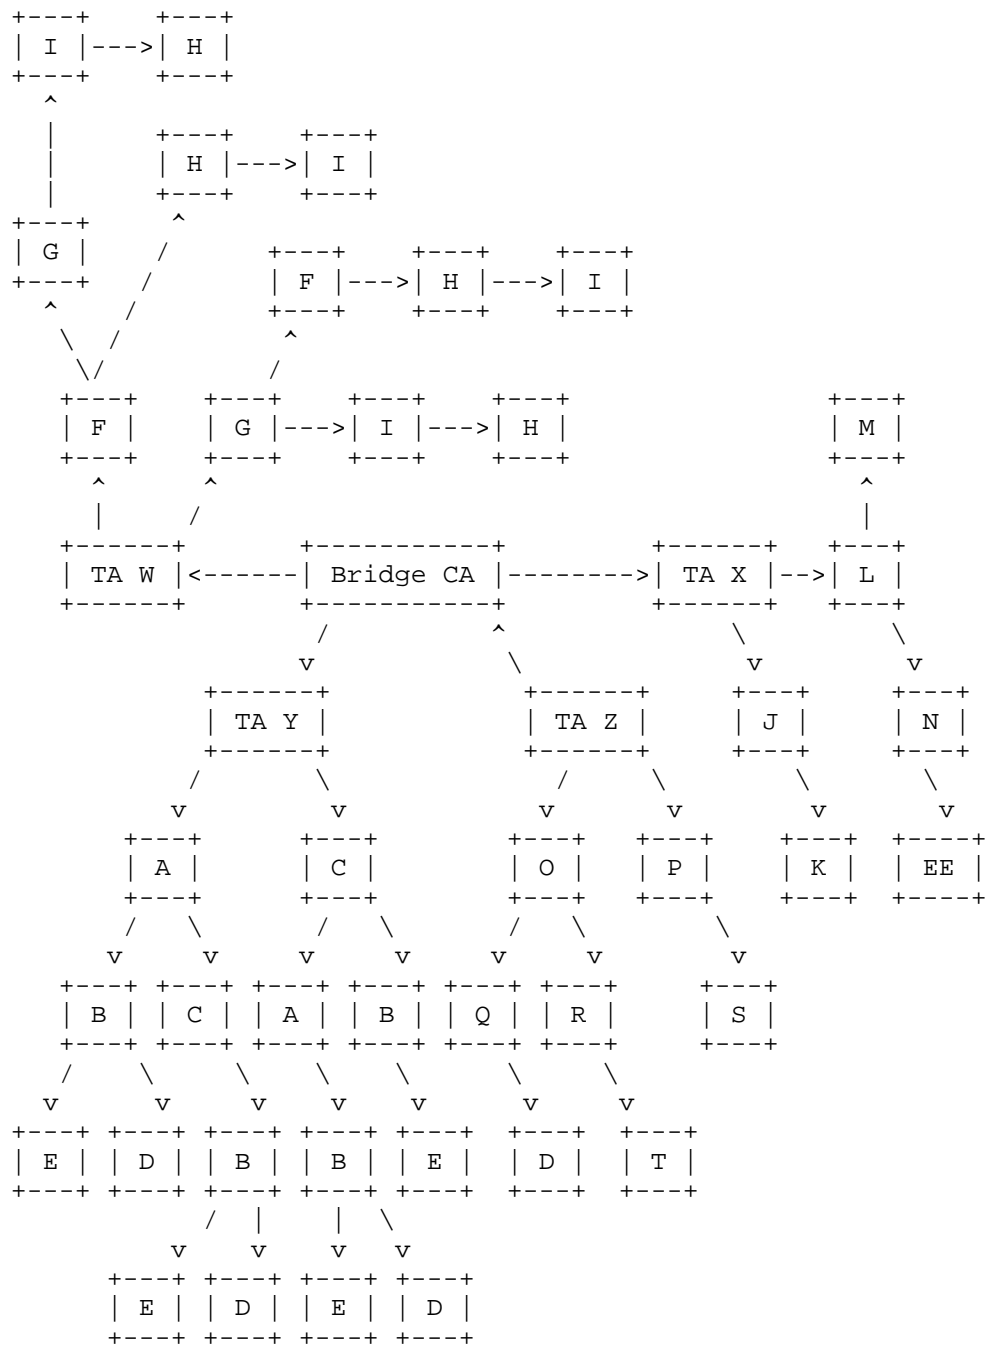 +---+    +---+
| I |--->| H |
+---+    +---+
  ^
  |      +---+    +---+
  |      | H |--->| I |
  |      +---+    +---+
+---+     ^
| G |    /      +---+    +---+    +---+
+---+   /       | F |--->| H |--->| I |
  ^    /        +---+    +---+    +---+
   \  /          ^
    \/          /
   +---+    +---+    +---+    +---+                +---+
   | F |    | G |--->| I |--->| H |                | M |
   +---+    +---+    +---+    +---+                +---+
     ^      ^                                        ^
     |     /                                         |
   +------+       +-----------+         +------+   +---+
   | TA W |<------| Bridge CA |-------->| TA X |-->| L |
   +------+       +-----------+         +------+   +---+
                   /          ^              \         \
                  v            \              v         v
            +------+            +------+     +---+     +---+
            | TA Y |            | TA Z |     | J |     | N |
            +------+            +------+     +---+     +---+
           /       \              /     \        \       \
          v         v            v       v        v       v
       +---+      +---+        +---+   +---+    +---+  +----+
       | A |      | C |        | O |   | P |    | K |  | EE |
       +---+      +---+        +---+   +---+    +---+  +----+
       /   \       /   \       /   \        \
      v     v     v     v     v     v        v
   +---+ +---+ +---+ +---+ +---+ +---+     +---+
   | B | | C | | A | | B | | Q | | R |     | S |
   +---+ +---+ +---+ +---+ +---+ +---+     +---+
   /    \     \    \    \      \     \
  v      v     v    v    v      v     v
+---+ +---+ +---+ +---+ +---+  +---+  +---+
| E | | D | | B | | B | | E |  | D |  | T |
+---+ +---+ +---+ +---+ +---+  +---+  +---+
            /  |    |  \
          v    v    v   v
      +---+ +---+ +---+ +---+
      | E | | D | | E | | D |
      +---+ +---+ +---+ +---+